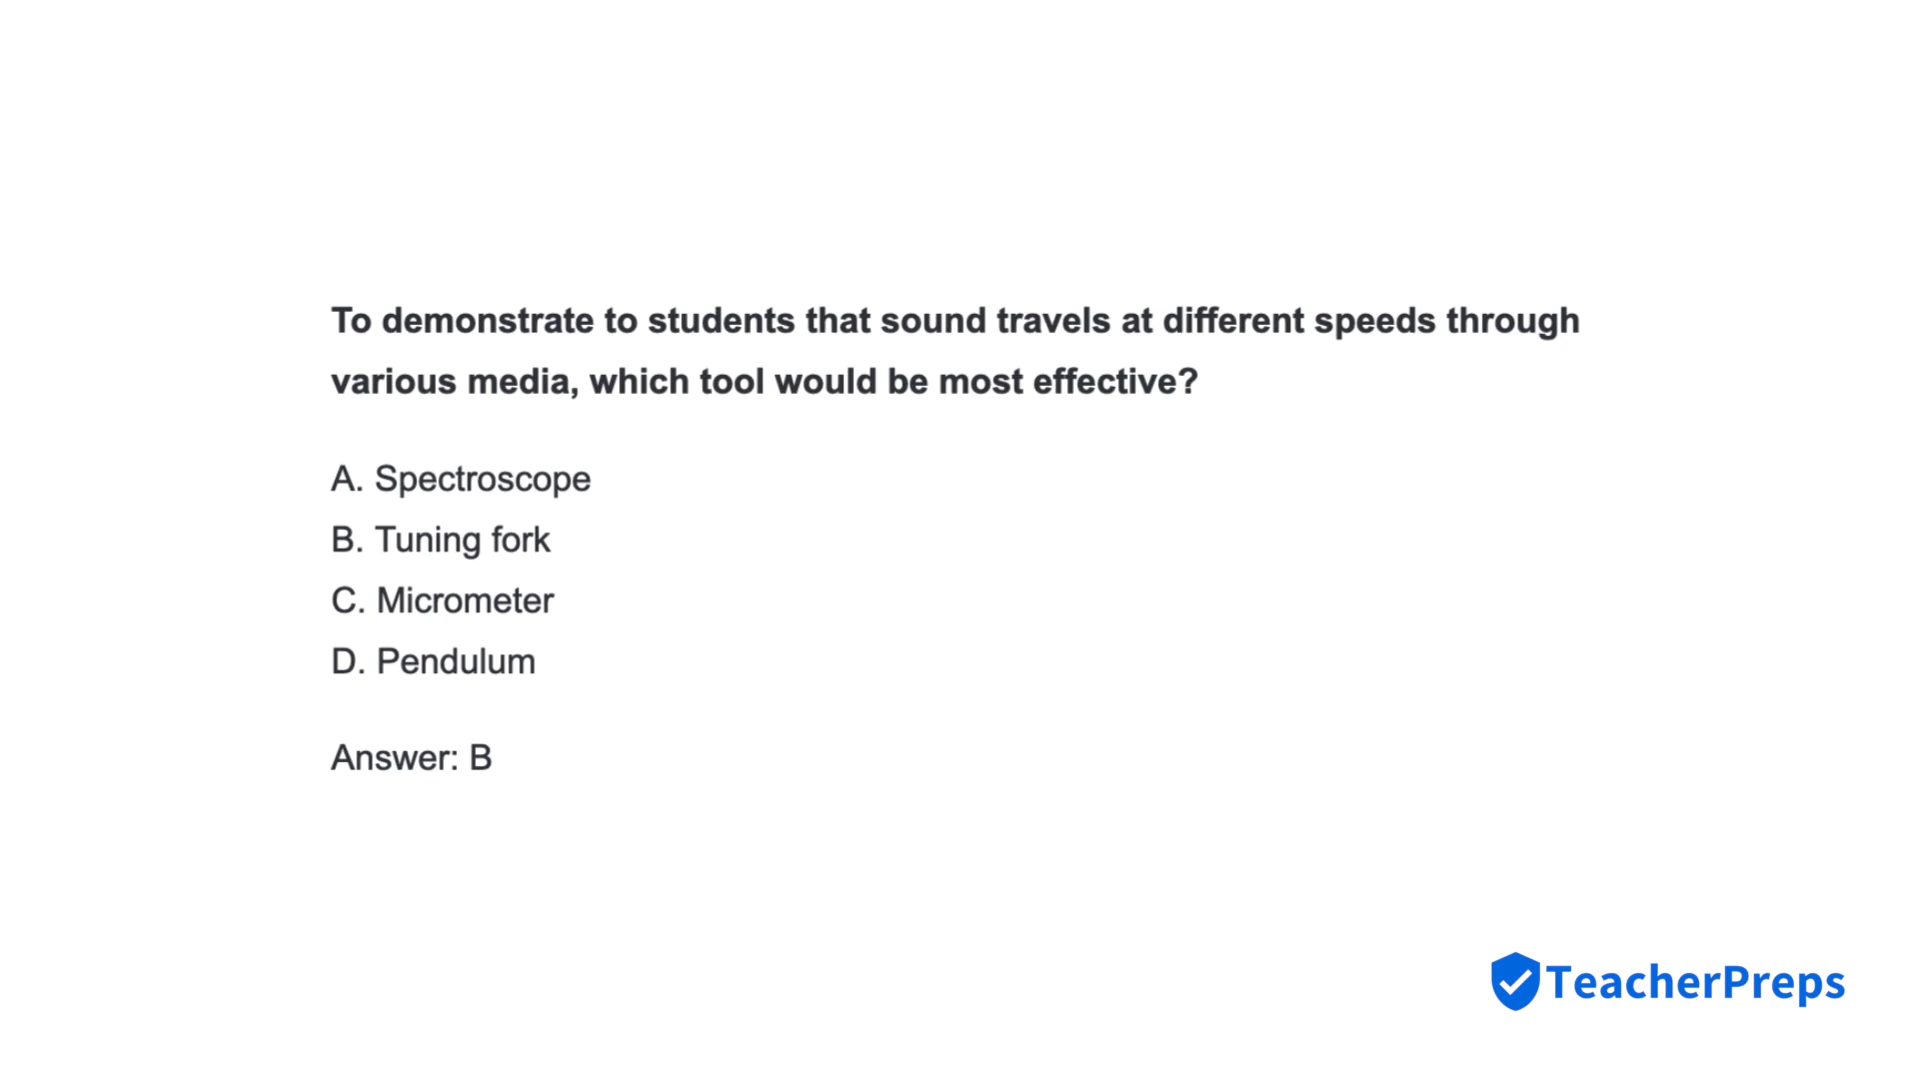 To demonstrate to students that sound travels at different speeds through
various media, which tool would be most effective?
A. Spectroscope
B. Tuning fork
C. Micrometer
D. Pendulum
Answer: B
TeacherPreps